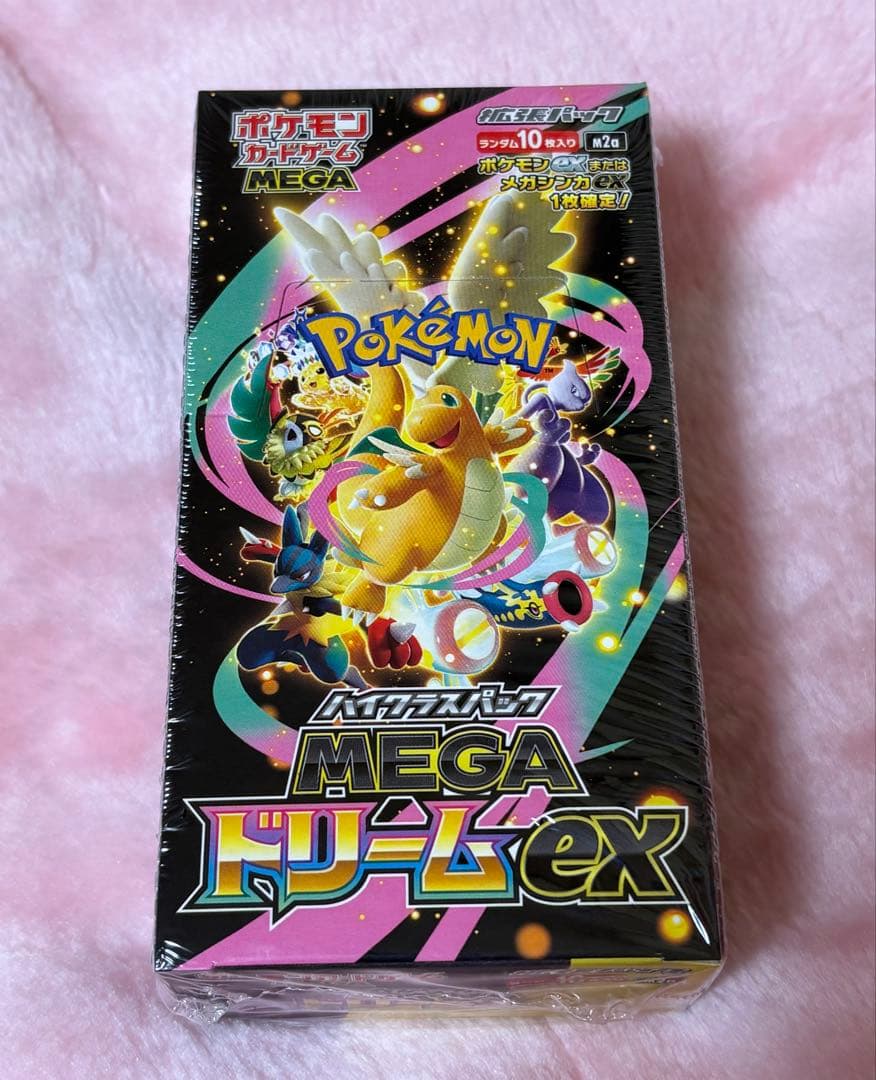 ポケモン
カードゲーム
MEGA
拡張パック
ランダム10枚入り M2a
ポケモンexまたは
メガシンカex
1枚確定!
POKÉMON
TM
ハイクラスパック
MEGA
ドリームex